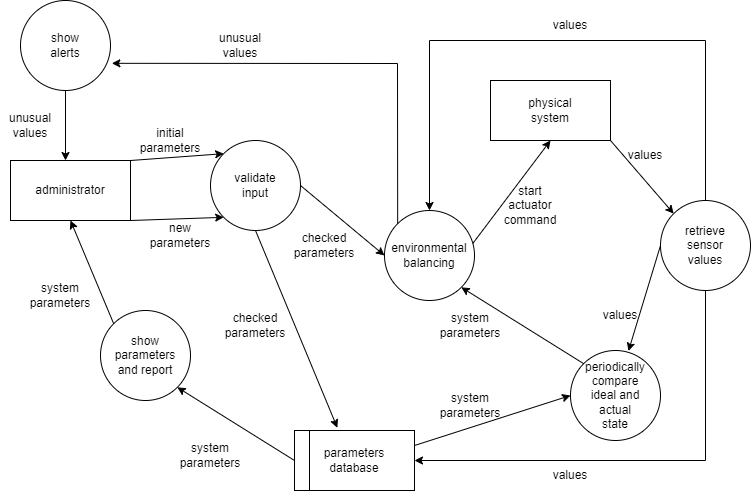 values
show
alerts
unusual
values
physical
system
unusual
values
initial
parameters
values
administrator
validate
input
start
actuator
command
new
parameters
checked
parameters
environmental
balancing
retrieve
sensor
values
system
parameters
checked
parameters
system
parameters
values
show
parameters
and report
periodically
compare
ideal and
actual
state
system
parameters
system
parameters
parameters
database
values